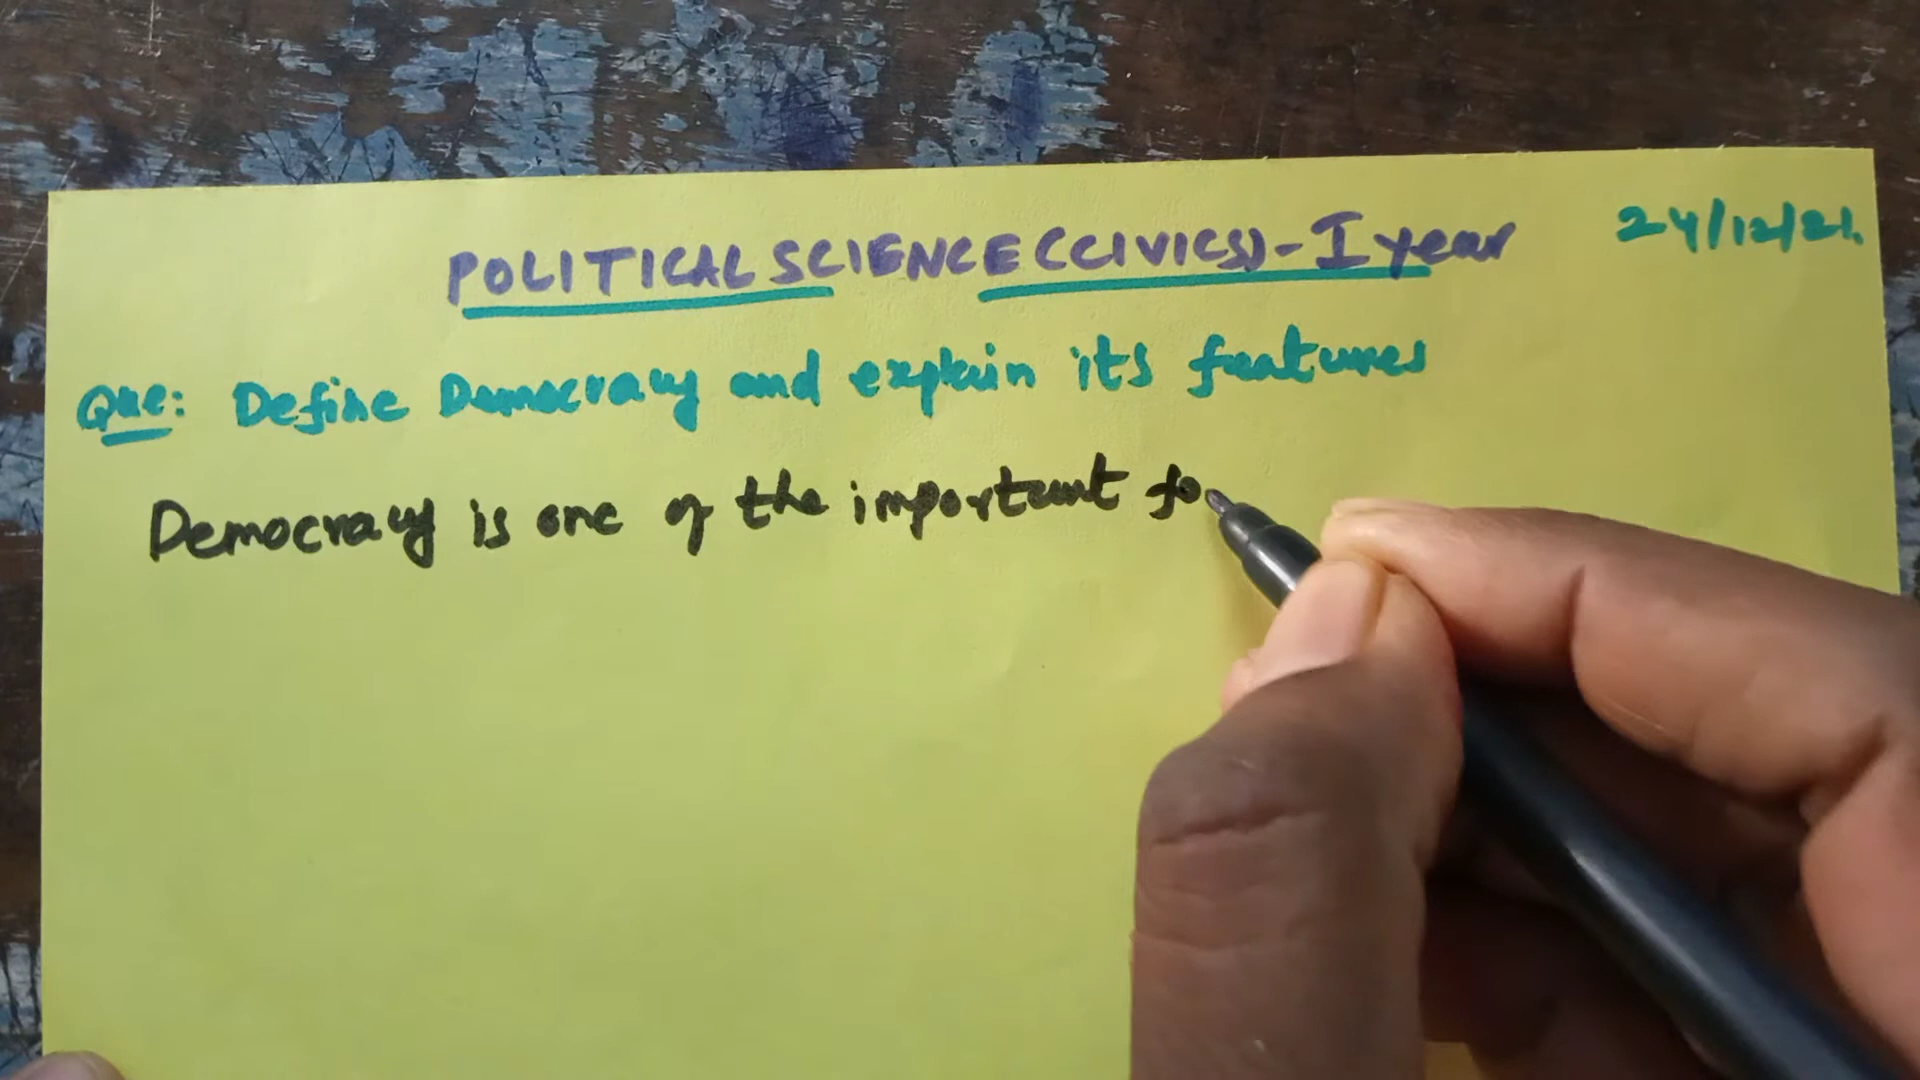 POLITICAL SCIENCE (CIVICS) - I year
24/12/21.
Que: Define Democracy and explain its features
Democracy is one of the important fo